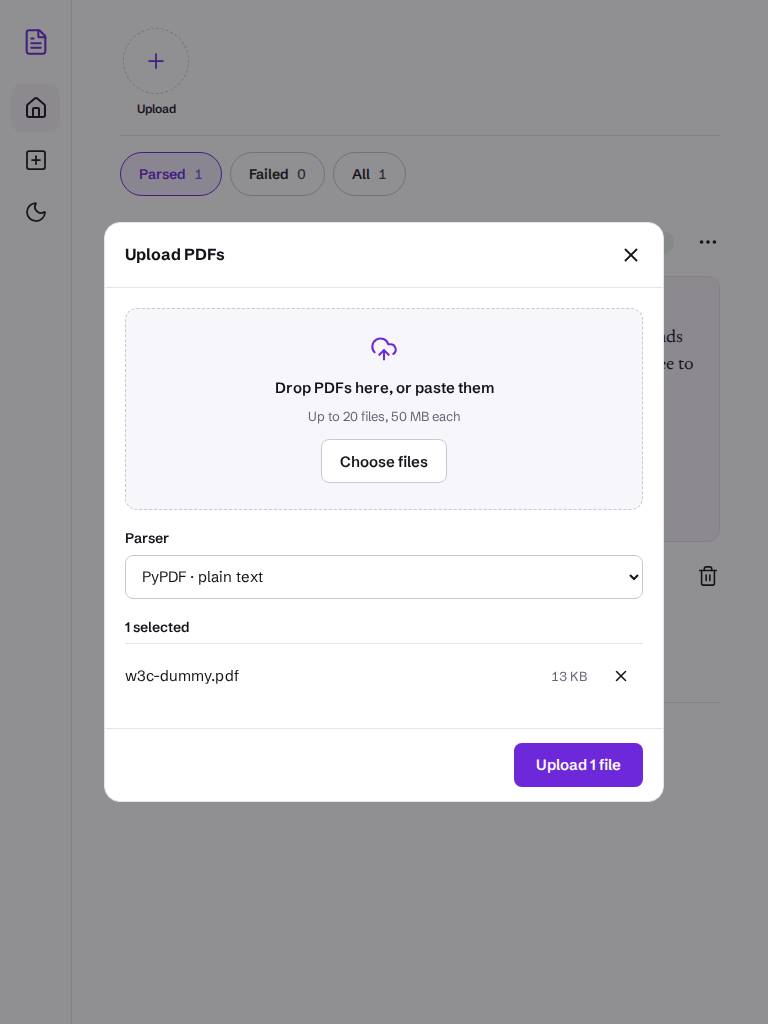 Upload
Parsed 1 Failed 0 All 1
Upload PDFs
Drop PDFs here, or paste them
Up to 20 files, 50 MB each
Choose files
Parser
PyPDF · plain text
1 selected
w3c-dummy.pdf 13 KB
Upload 1 file
to